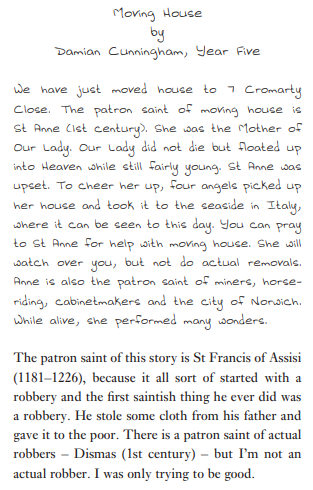 Moving House
by
Damian Cunningham, Year Five
We have just moved house to 7 Cromarty
Close. The patron saint of moving house is
St Anne (1st century). She was the Mother of
Our Lady. Our Lady did not die but floated up
into Heaven while still fairly young. St Anne was
upset. To cheer her up, four angels picked up
her house and took it to the seaside in Italy,
where it can be seen to this day. You can pray
to St Anne for help with moving house. She will
watch over you, but not do actual removals.
Anne is also the patron saint of miners, horse-
riding, cabinetmakers and the city of Norwich.
While alive, she performed many wonders.
The patron saint of this story is St Francis of Assisi
(1181–1226), because it all sort of started with a
robbery and the first saintish thing he ever did was
a robbery. He stole some cloth from his father and
gave it to the poor. There is a patron saint of actual
robbers – Dismas (1st century) – but I'm not an
actual robber. I was only trying to be good.